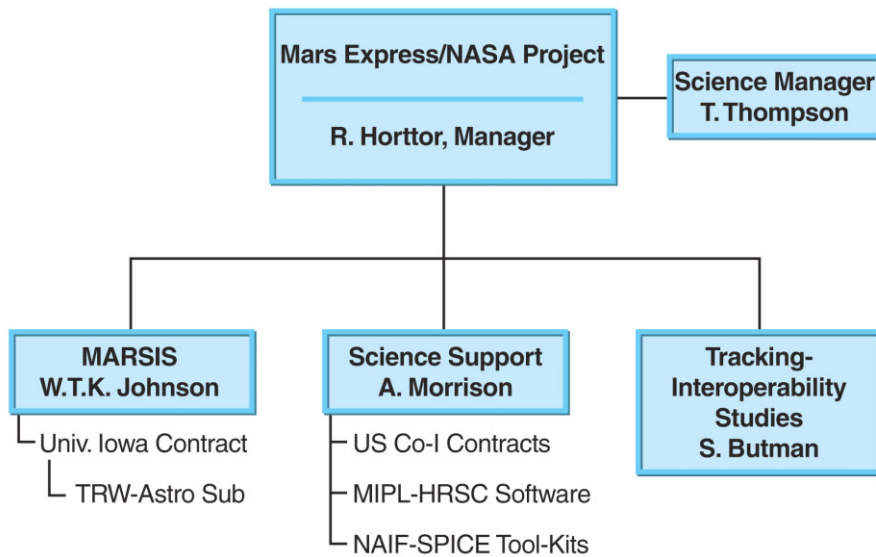 Mars Express/NASA Project
R. Horttor, Manager
Science Manager
T. Thompson
MARSIS
W.T.K. Johnson
Univ. Iowa Contract
TRW-Astro Sub
Science Support
A. Morrison
US Co-I Contracts
MIPL-HRSC Software
NAIF-SPICE Tool-Kits
Tracking-
Interoperability
Studies
S. Butman